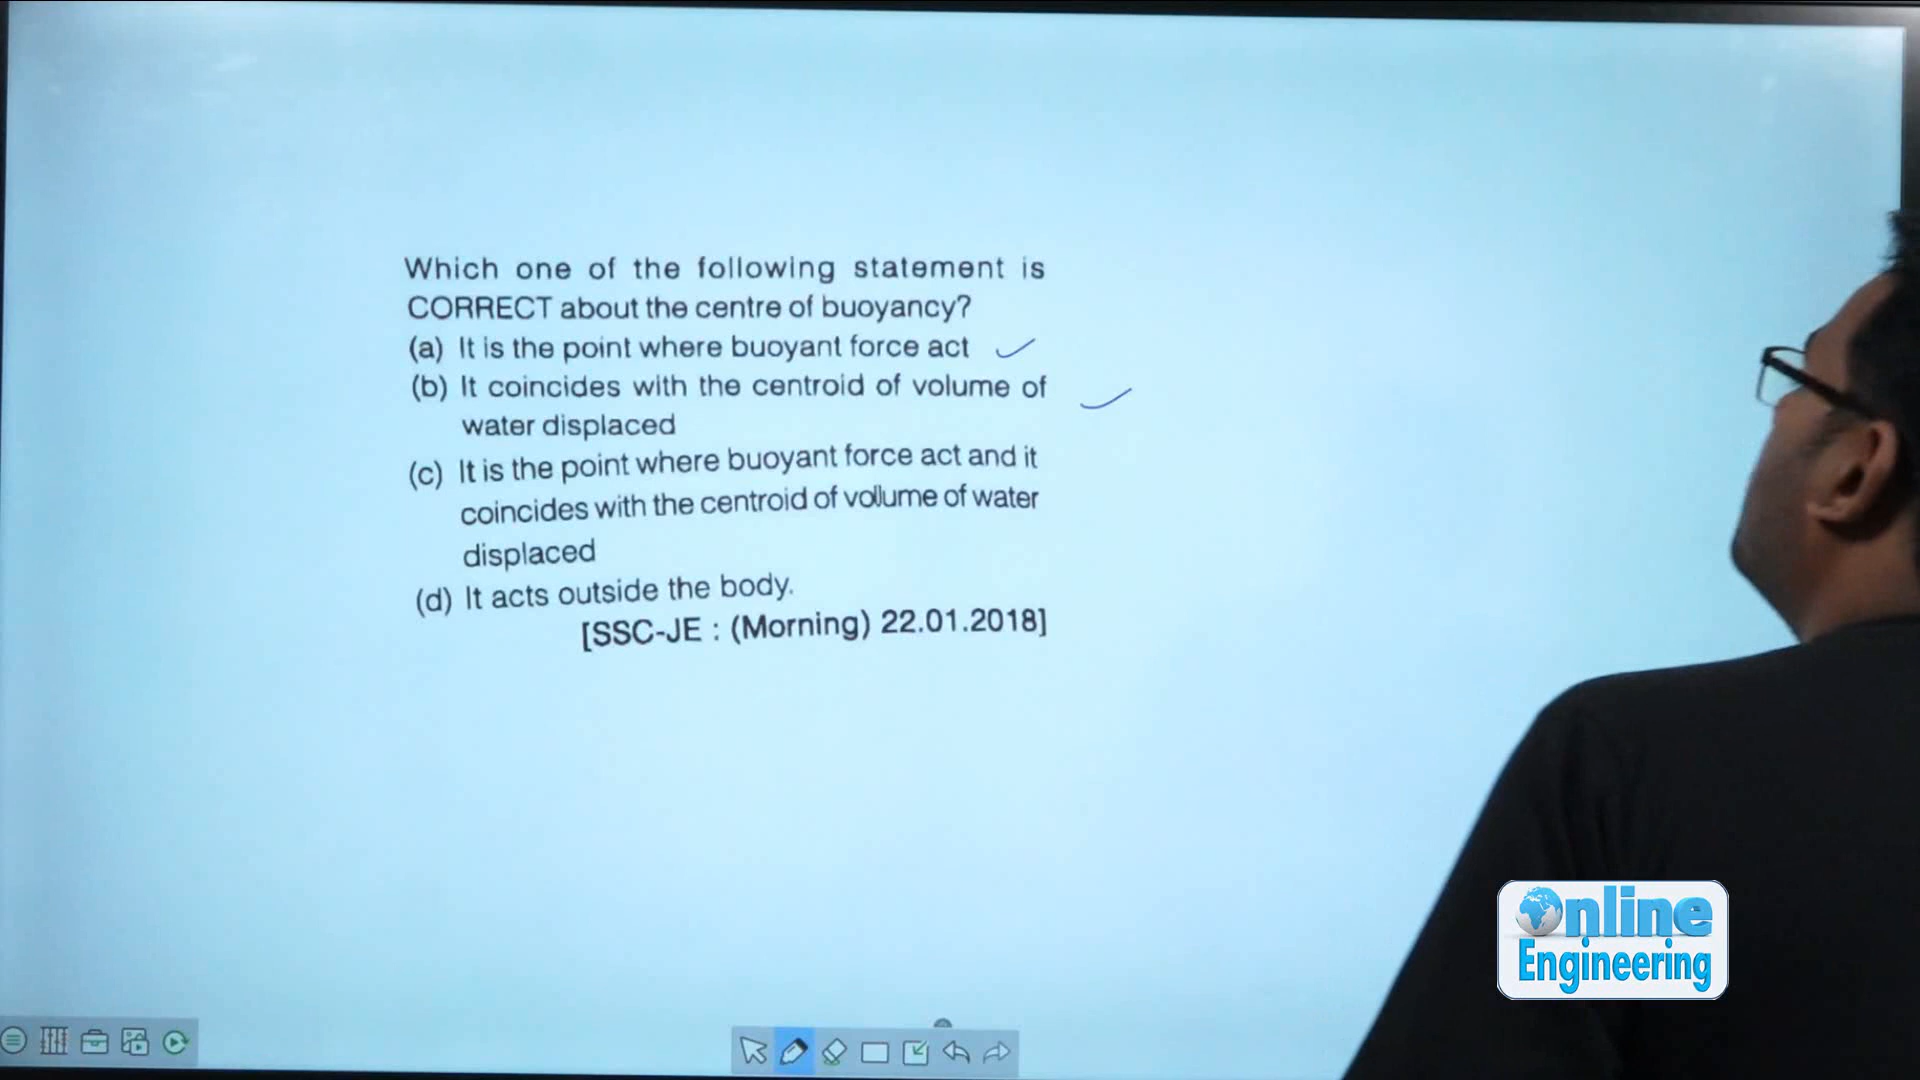 Which one of the following statement is
CORRECT about the centre of buoyancy?
(a) It is the point where buoyant force act
(b) It coincides with the centroid of volume of
water displaced
(c) It is the point where buoyant force act and it
coincides with the centroid of volume of water
displaced
(d) It acts outside the body.
[SSC-JE : (Morning) 22.01.2018]
Online
Engineering